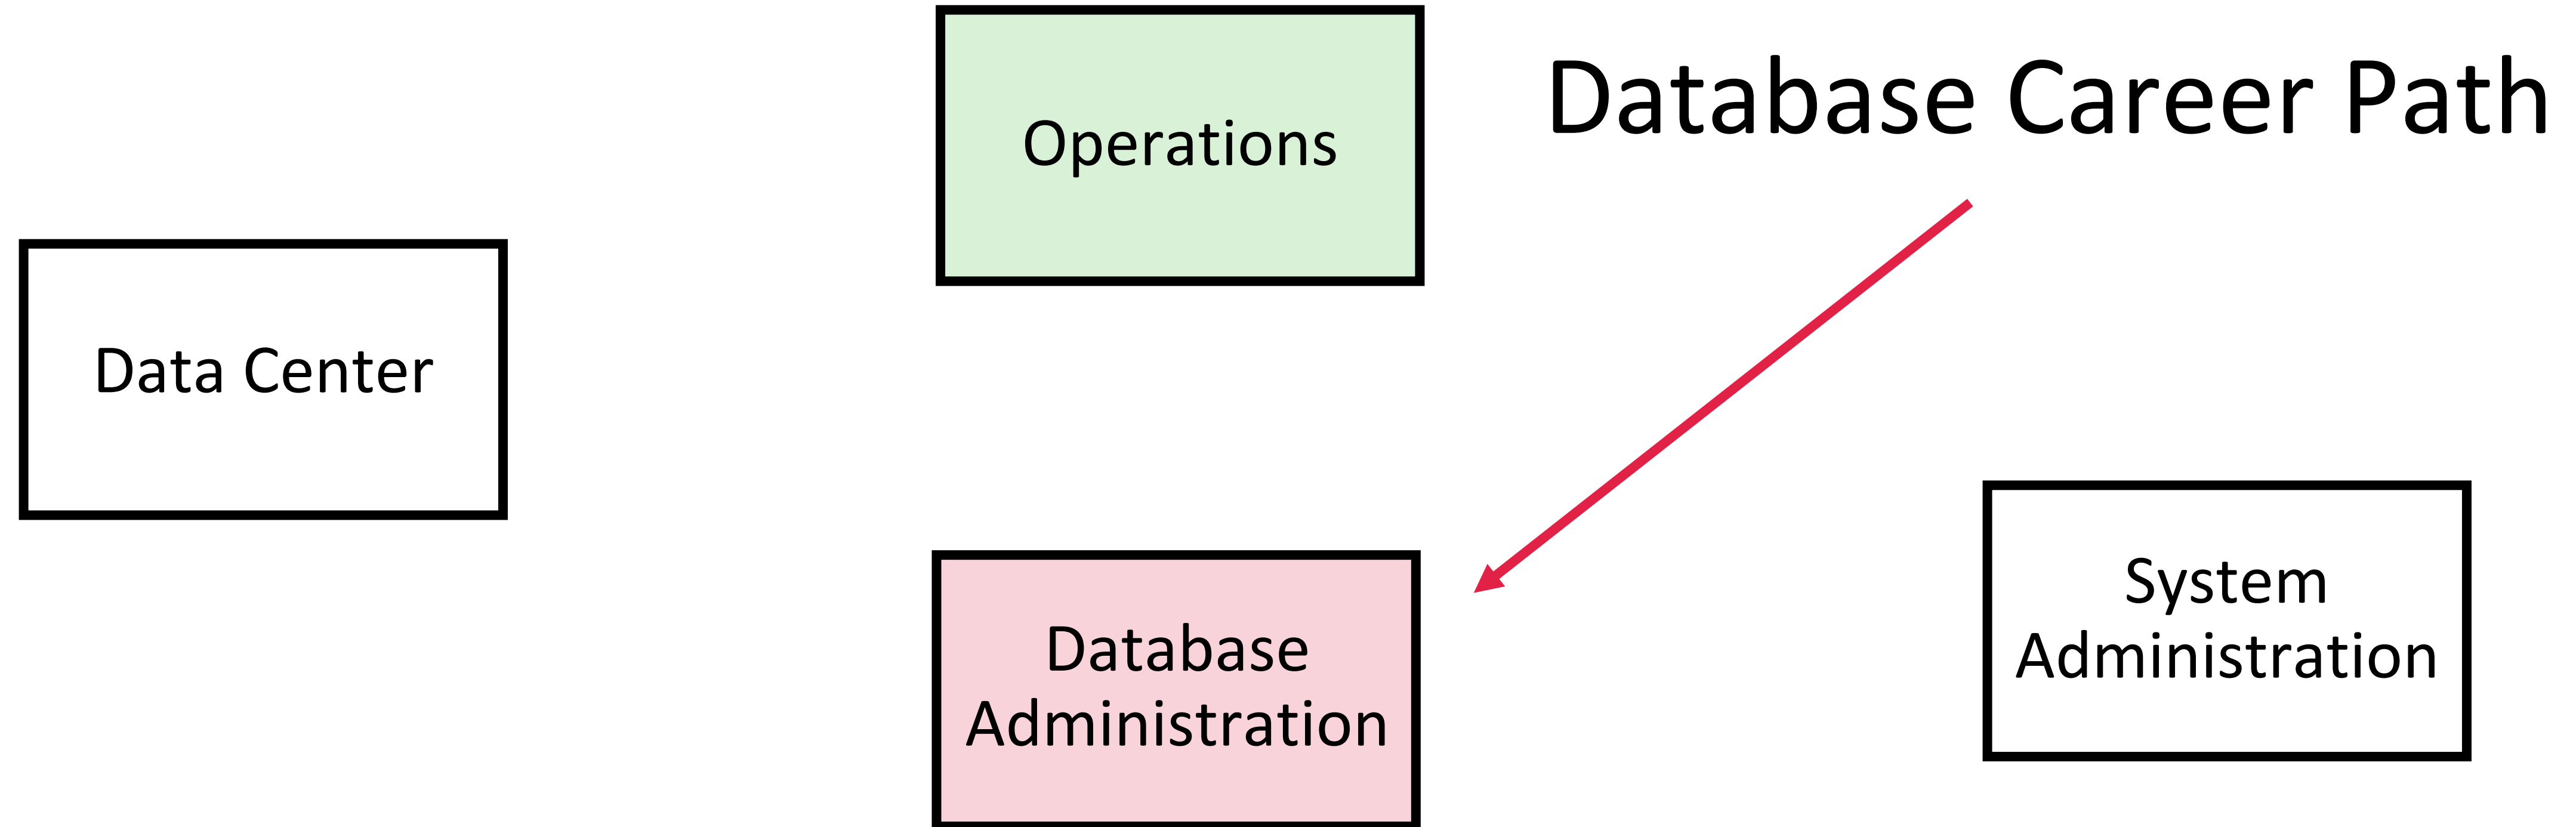 Operations
Database Career Path
Data Center
Database
Administration
System
Administration